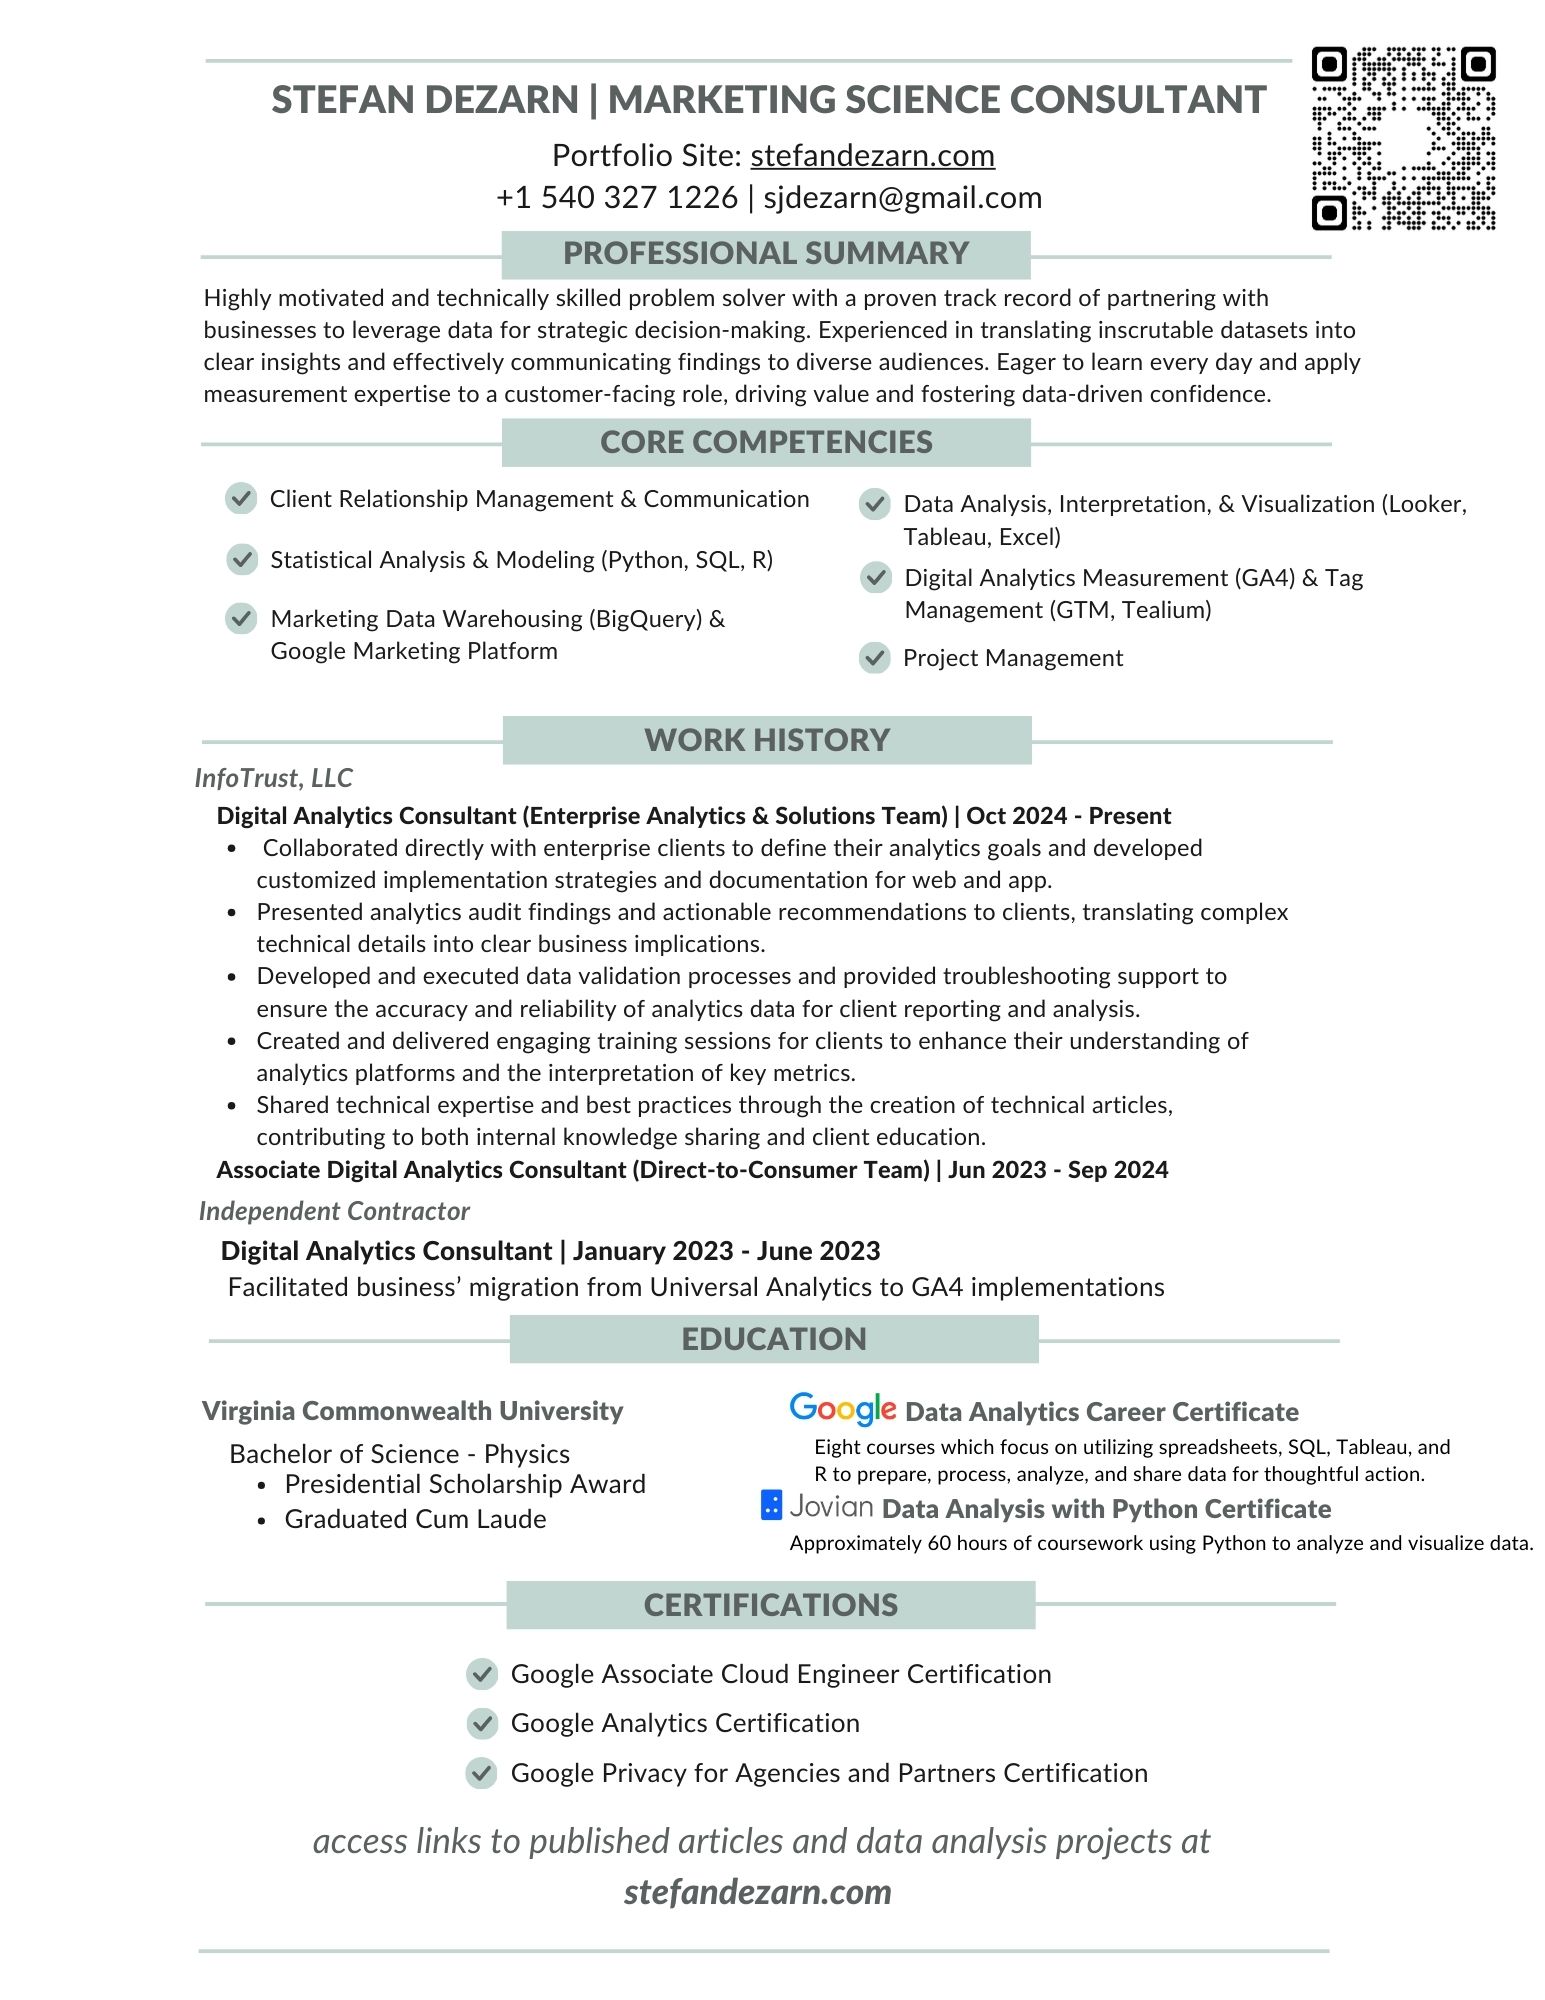 STEFAN DEZARN | MARKETING SCIENCE CONSULTANT
Portfolio Site: stefandezarn.com
+1 540 327 1226 | sjdezarn@gmail.com
PROFESSIONAL SUMMARY
Highly motivated and technically skilled problem solver with a proven track record of partnering with
businesses to leverage data for strategic decision-making. Experienced in translating inscrutable datasets into
clear insights and effectively communicating findings to diverse audiences. Eager to learn every day and apply
measurement expertise to a customer-facing role, driving value and fostering data-driven confidence.
CORE COMPETENCIES
Client Relationship Management & Communication
Statistical Analysis & Modeling (Python, SQL, R)
Marketing Data Warehousing (BigQuery) &
Google Marketing Platform
Data Analysis, Interpretation, & Visualization (Looker,
Tableau, Excel)
Digital Analytics Measurement (GA4) & Tag
Management (GTM, Tealium)
Project Management
WORK HISTORY
InfoTrust, LLC
Digital Analytics Consultant (Enterprise Analytics & Solutions Team) | Oct 2024 - Present
• Collaborated directly with enterprise clients to define their analytics goals and developed
customized implementation strategies and documentation for web and app.
• Presented analytics audit findings and actionable recommendations to clients, translating complex
technical details into clear business implications.
• Developed and executed data validation processes and provided troubleshooting support to
ensure the accuracy and reliability of analytics data for client reporting and analysis.
• Created and delivered engaging training sessions for clients to enhance their understanding of
analytics platforms and the interpretation of key metrics.
• Shared technical expertise and best practices through the creation of technical articles,
contributing to both internal knowledge sharing and client education.
Associate Digital Analytics Consultant (Direct-to-Consumer Team) | Jun 2023 - Sep 2024
Independent Contractor
Digital Analytics Consultant | January 2023 - June 2023
Facilitated business’ migration from Universal Analytics to GA4 implementations
EDUCATION
Virginia Commonwealth University
Bachelor of Science - Physics
• Presidential Scholarship Award
• Graduated Cum Laude
Google Data Analytics Career Certificate
Eight courses which focus on utilizing spreadsheets, SQL, Tableau, and
R to prepare, process, analyze, and share data for thoughtful action.
Jovian Data Analysis with Python Certificate
Approximately 60 hours of coursework using Python to analyze and visualize data.
CERTIFICATIONS
Google Associate Cloud Engineer Certification
Google Analytics Certification
Google Privacy for Agencies and Partners Certification
access links to published articles and data analysis projects at
stefandezarn.com